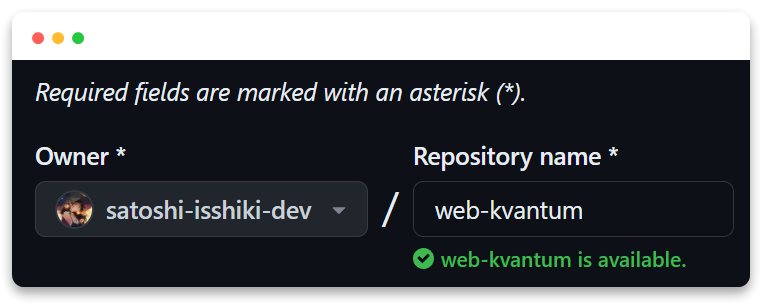 Required fields are marked with an asterisk (*).
Owner *
Repository name *
satoshi-isshiki-dev / web-kvantum
web-kvantum is available.